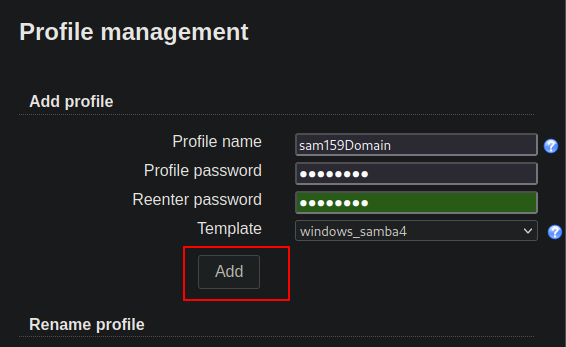 Profile management
Add profile
Profile name sam159Domain
Profile password ●●●●●●●●
Reenter password ●●●●●●●●
Template windows_samba4
Add
Rename profile